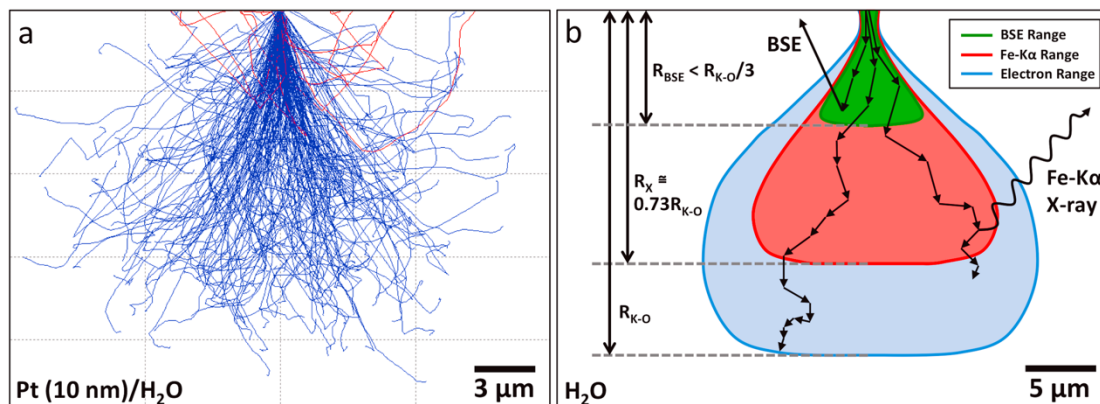 a
Pt (10 nm)/H₂O
3 μm
b
BSE
R_BSE < R_K-O/3
R_X ≅
0.73R_K-O
R_K-O
BSE Range
Fe-Kα Range
Electron Range
Fe-Kα
X-ray
H₂O
5 μm